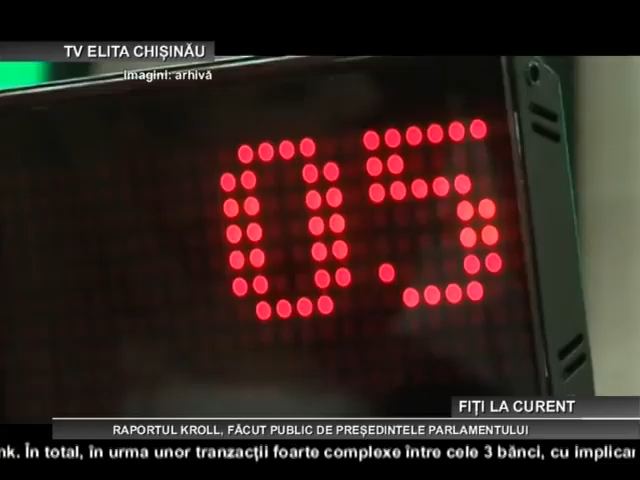 TV ELITA CHIȘINĂU
imagini: arhivă
05
FIȚI LA CURENT
RAPORTUL KROLL, FĂCUT PUBLIC DE PREȘEDINTELE PARLAMENTULUI
nk. În total, în urma unor tranzacții foarte complexe între cele 3 bănci, cu implicar